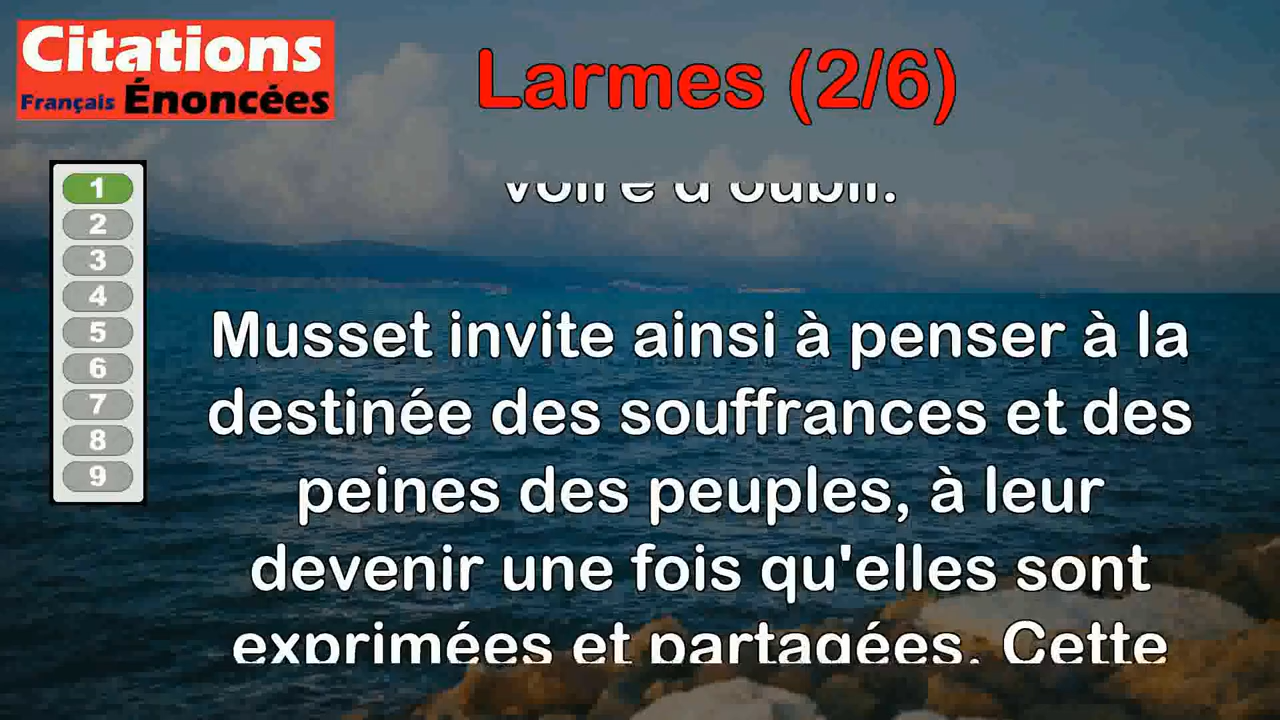 Citations
Français Énoncées
Larmes (2/6)
1
2
3
4
5
6
7
8
9
voire d'oubli.
Musset invite ainsi à penser à la
destinée des souffrances et des
peines des peuples, à leur
devenir une fois qu'elles sont
exprimées et partagées. Cette